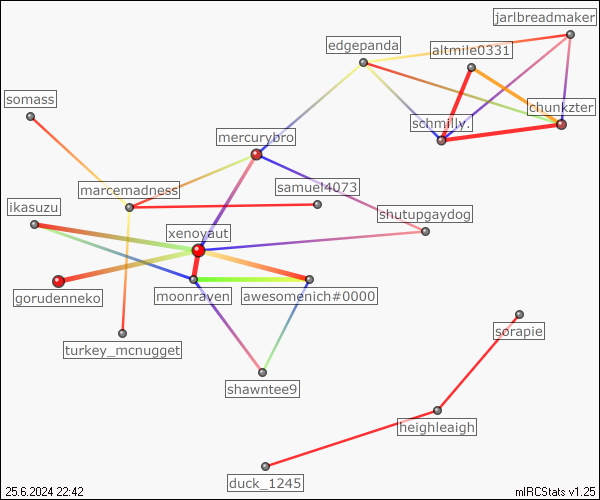 jarlbreadmaker
edgepanda
altmile0331
somass
chunkzter
schmilly.
mercurybro
marcemadness
samuel4073
ikasuzu
shutupgaydog
xenoyaut
gorudenneko
moonraven
awesomenich#0000
sorapie
turkey_mcnugget
shawntee9
heighleaigh
duck_1245
25.6.2024 22:42
mIRCStats v1.25